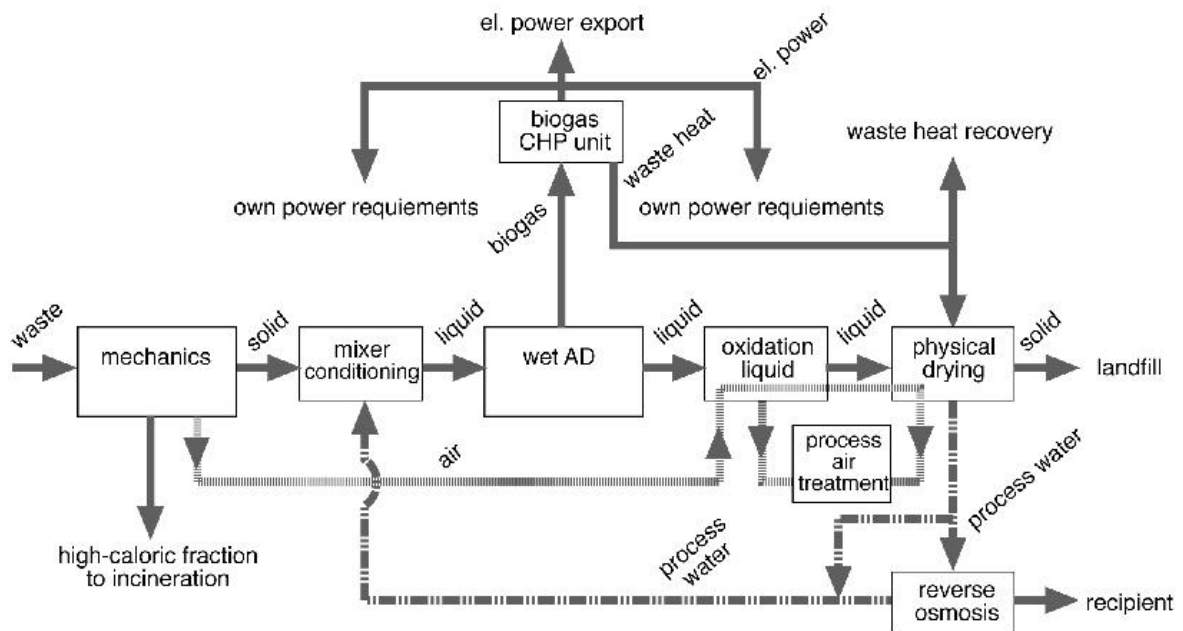 el. power export
el. power
biogas
CHP unit
waste heat
waste heat recovery
own power requiements
own power requiements
biogas
waste
mechanics
solid
mixer
conditioning
liquid
wet AD
liquid
oxidation
liquid
liquid
physical
drying
solid
landfill
air
process
air
treatment
process water
high-caloric fraction
to incineration
process
water
reverse
osmosis
recipient